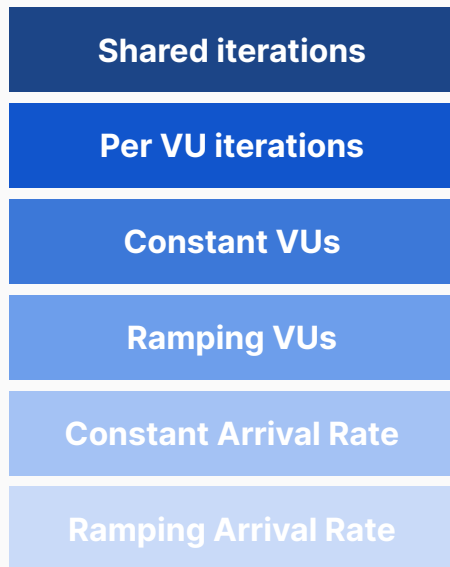 Shared iterations
Per VU iterations
Constant VUs
Ramping VUs
Constant Arrival Rate
Ramping Arrival Rate